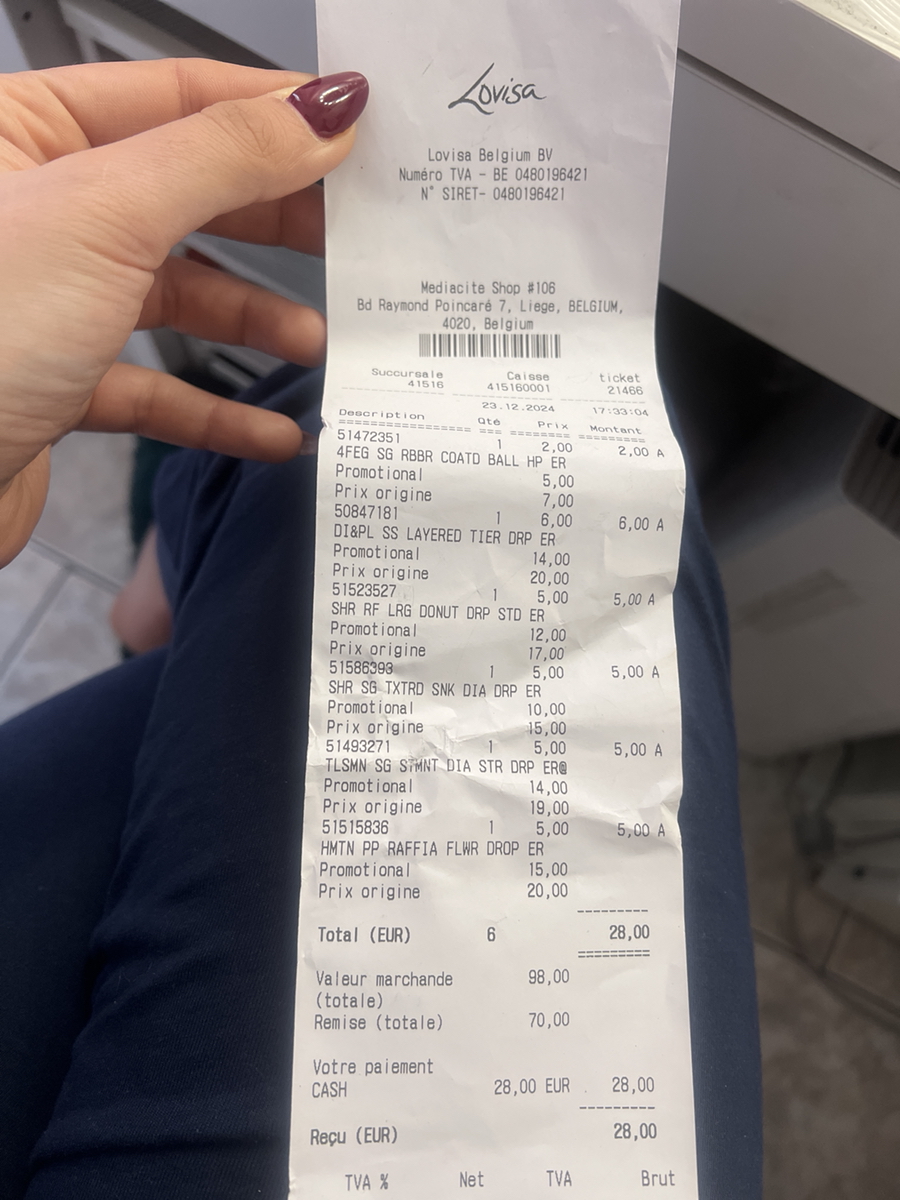 Lovisa
Lovisa Belgium BV
Numéro TVA - BE 0480196421
N° SIRET- 0480196421
Mediacite Shop #106
Bd Raymond Poincaré 7, Liege, BELGIUM,
4020, Belgium
Succursale Caisse ticket
41516 415160001 21466
23.12.2024 17:33:04
Description Qté Prix Montant
51472351 1 2,00 2,00 A
4FEG SG RBBR COATD BALL HP ER
Promotional 5,00
Prix origine 7,00
50847181 1 6,00 6,00 A
DI&PL SS LAYERED TIER DRP ER
Promotional 14,00
Prix origine 20,00
51523527 1 5,00 5,00 A
SHR RF LRG DONUT DRP STD ER
Promotional 12,00
Prix origine 17,00
51586393 1 5,00 5,00 A
SHR SG TXTRD SNK DIA DRP ER
Promotional 10,00
Prix origine 15,00
51493271 1 5,00 5,00 A
TLSMN SG STMNT DIA STR DRP ER@
Promotional 14,00
Prix origine 19,00
51515836 1 5,00 5,00 A
HMTN PP RAFFIA FLWR DROP ER
Promotional 15,00
Prix origine 20,00
Total (EUR) 6 28,00
Valeur marchande 98,00
(totale)
Remise (totale) 70,00
Votre paiement
CASH 28,00 EUR 28,00
Reçu (EUR) 28,00
TVA % Net TVA Brut